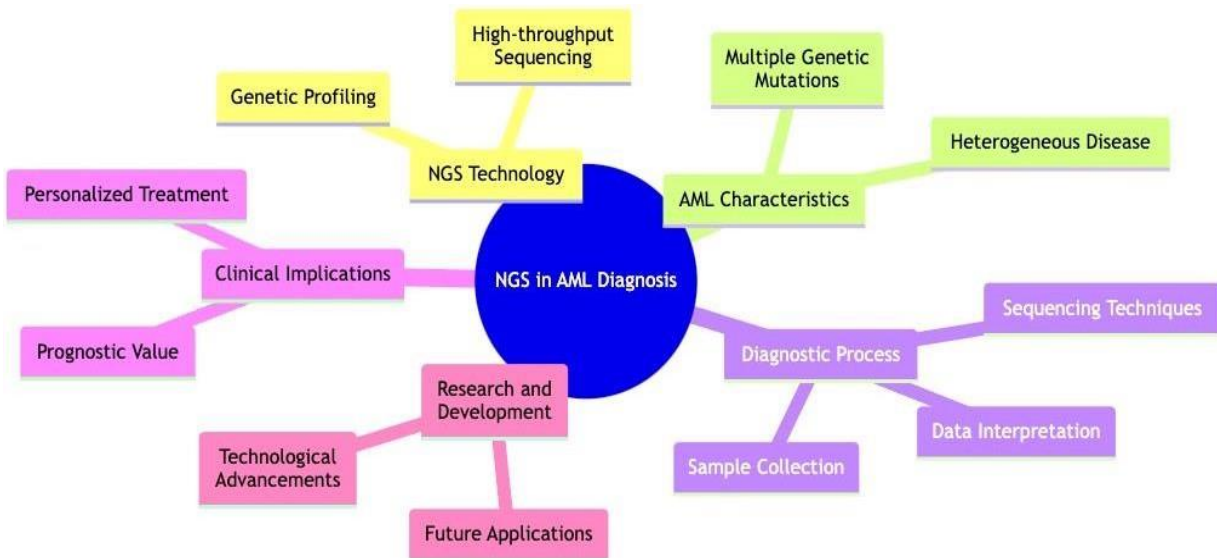 High-throughput
Sequencing
Genetic Profiling
NGS Technology
Multiple Genetic
Mutations
Heterogeneous Disease
AML Characteristics
Personalized Treatment
Clinical Implications
Prognostic Value
NGS in AML Diagnosis
Sequencing Techniques
Diagnostic Process
Data Interpretation
Sample Collection
Research and
Development
Technological
Advancements
Future Applications